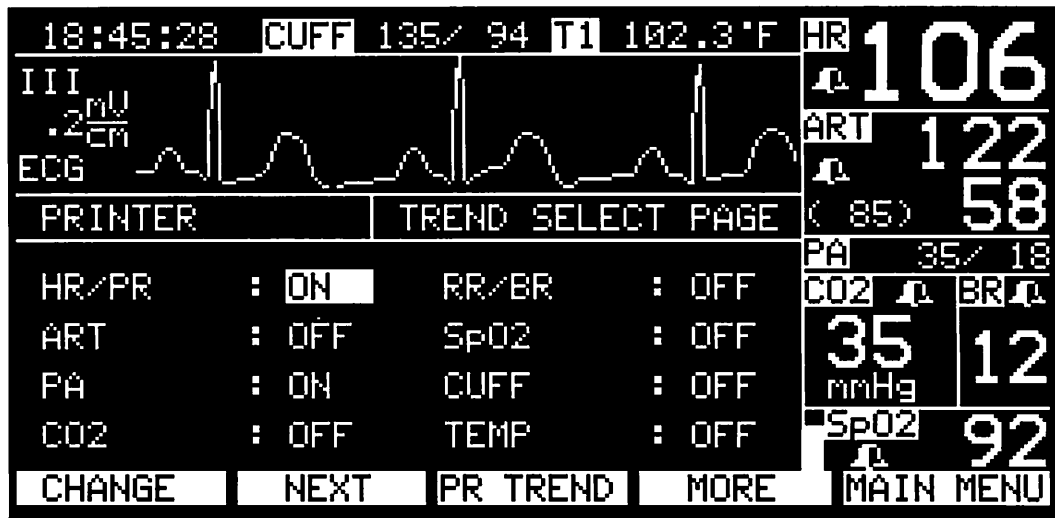 18:45:28 CUFF 135/ 94 T1 102.3°F
III
.2 mV/cm
ECG
HR 106
ART 122
58
( 85)
PA 35/ 18
CO2 BR
35 12
mmHg
SpO2 92
PRINTER TREND SELECT PAGE
HR/PR : ON RR/BR : OFF
ART : OFF SpO2 : OFF
PA : ON CUFF : OFF
CO2 : OFF TEMP : OFF
CHANGE NEXT PR TREND MORE MAIN MENU